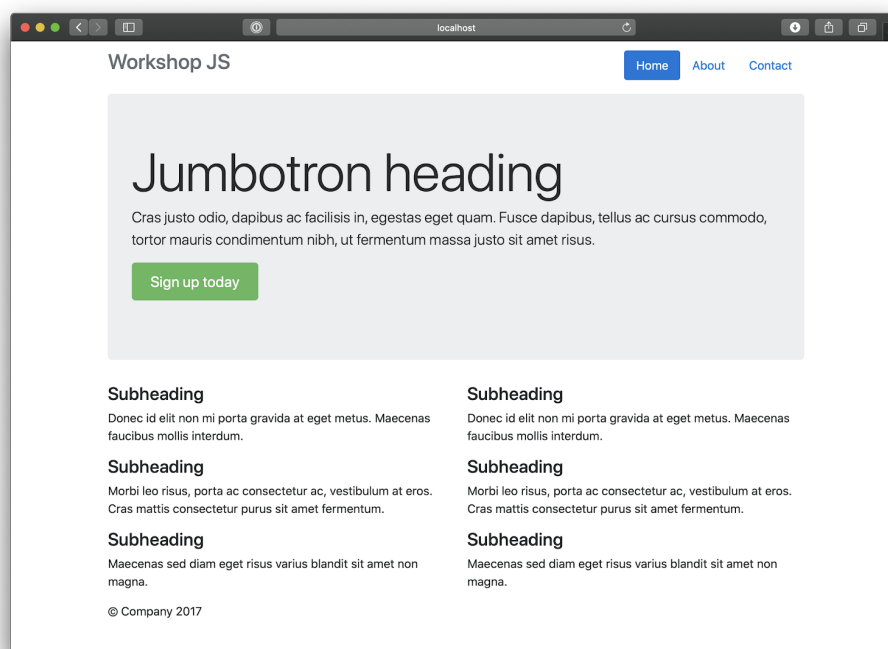 localhost
Workshop JS
Home About Contact
Jumbotron heading
Cras justo odio, dapibus ac facilisis in, egestas eget quam. Fusce dapibus, tellus ac cursus commodo,
tortor mauris condimentum nibh, ut fermentum massa justo sit amet risus.
Sign up today
Subheading
Donec id elit non mi porta gravida at eget metus. Maecenas
faucibus mollis interdum.
Subheading
Morbi leo risus, porta ac consectetur ac, vestibulum at eros.
Cras mattis consectetur purus sit amet fermentum.
Subheading
Maecenas sed diam eget risus varius blandit sit amet non
magna.
Subheading
Donec id elit non mi porta gravida at eget metus. Maecenas
faucibus mollis interdum.
Subheading
Morbi leo risus, porta ac consectetur ac, vestibulum at eros.
Cras mattis consectetur purus sit amet fermentum.
Subheading
Maecenas sed diam eget risus varius blandit sit amet non
magna.
© Company 2017